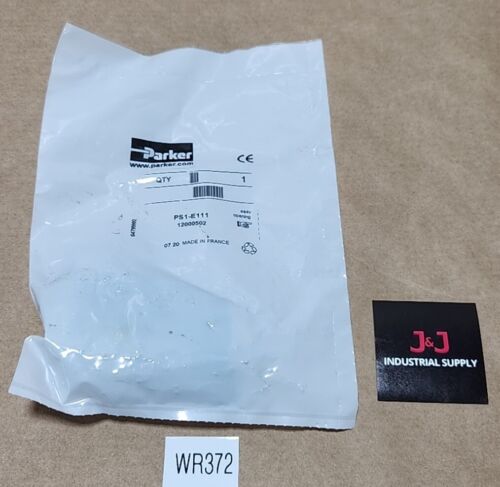 Parker
www.parker.com
CE
QTY 1
PS1-E111
12000502
07 20 MADE IN FRANCE
J&J
INDUSTRIAL SUPPLY
WR372